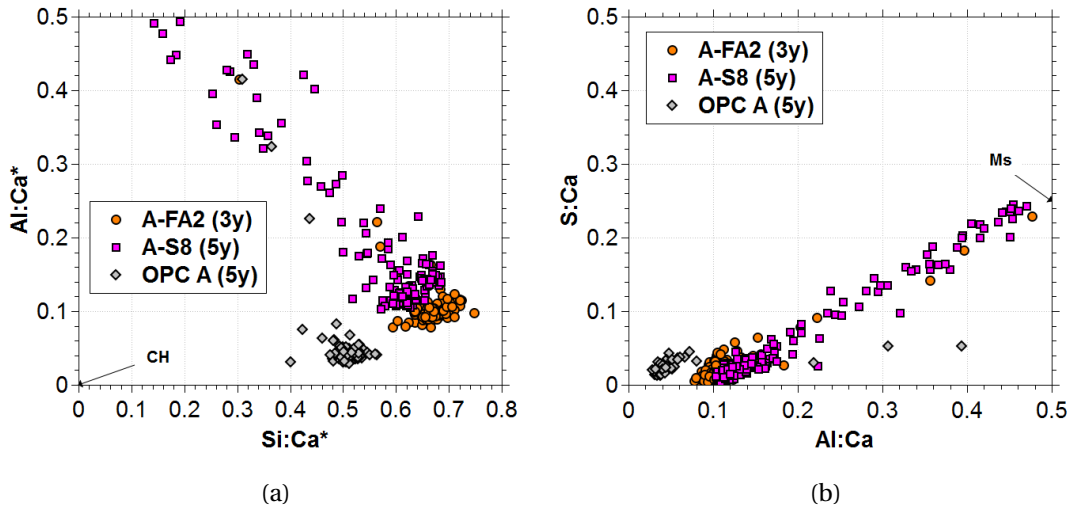 0.5
0.4
0.3
0.2
0.1
0
Al:Ca*
A-FA2 (3y)
A-S8 (5y)
OPC A (5y)
CH
0 0.1 0.2 0.3 0.4 0.5 0.6 0.7 0.8
Si:Ca*
(a)
0.5
0.4
0.3
0.2
0.1
0
S:Ca
A-FA2 (3y)
A-S8 (5y)
OPC A (5y)
Ms
0 0.1 0.2 0.3 0.4 0.5
Al:Ca
(b)